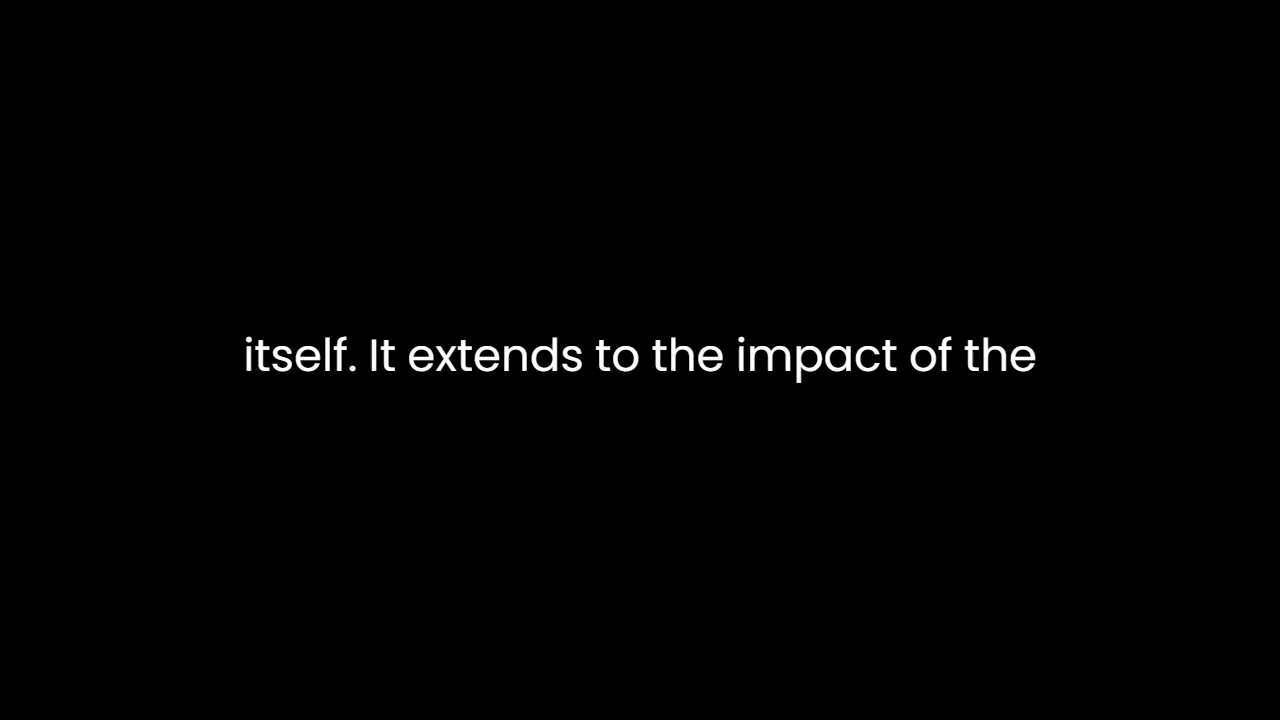 itself. It extends to the impact of the